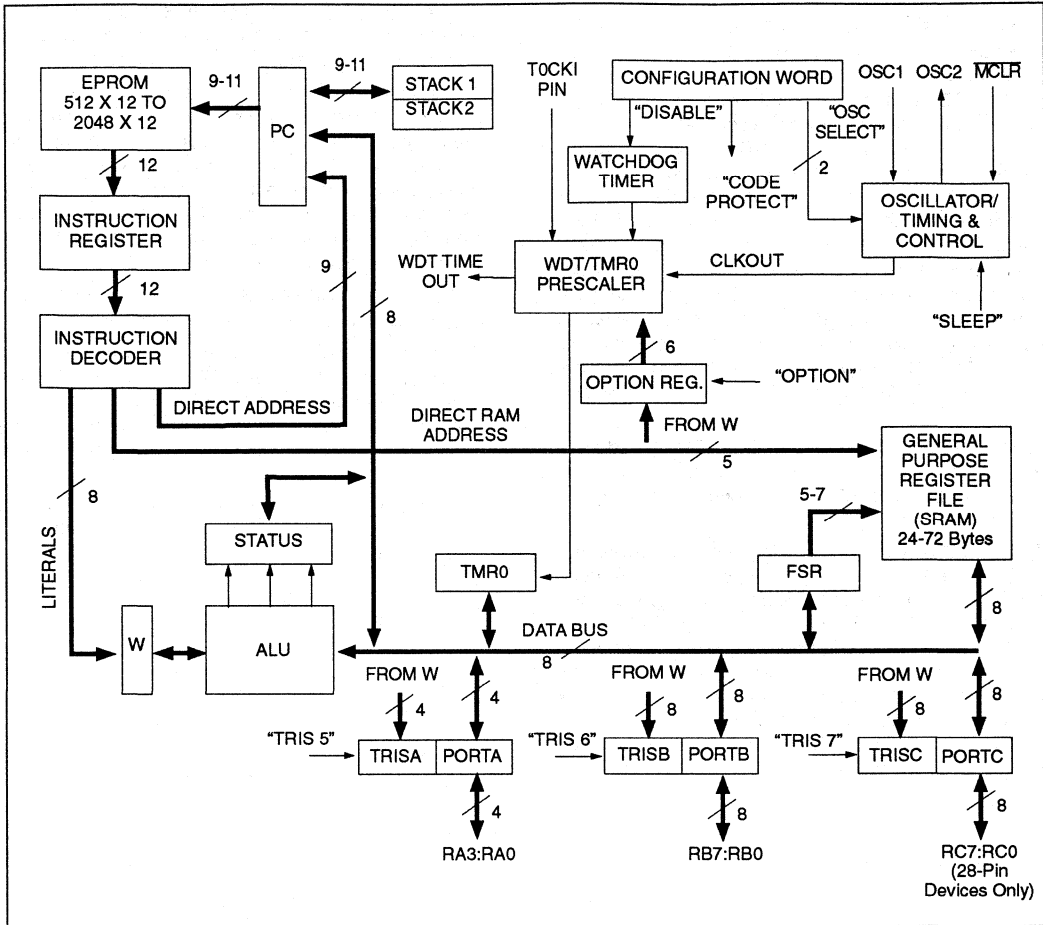 EPROM
512 X 12 TO
2048 X 12
9-11
PC
9-11
STACK 1
STACK2
T0CKI
PIN
CONFIGURATION WORD
OSC1
OSC2
MCLR
"DISABLE"
"OSC
SELECT"
WATCHDOG
TIMER
"CODE
PROTECT"
2
12
INSTRUCTION
REGISTER
OSCILLATOR/
TIMING &
CONTROL
9
8
WDT TIME
OUT
WDT/TMR0
PRESCALER
CLKOUT
12
"SLEEP"
INSTRUCTION
DECODER
6
OPTION REG.
"OPTION"
DIRECT ADDRESS
DIRECT RAM
ADDRESS
FROM W
5
GENERAL
PURPOSE
REGISTER
FILE
(SRAM)
24-72 Bytes
8
LITERALS
5-7
STATUS
TMR0
FSR
8
W
ALU
DATA BUS
8
FROM W
4
4
FROM W
8
8
FROM W
8
8
"TRIS 5"
TRISA
PORTA
"TRIS 6"
TRISB
PORTB
"TRIS 7"
TRISC
PORTC
4
8
8
RA3:RA0
RB7:RB0
RC7:RC0
(28-Pin
Devices Only)